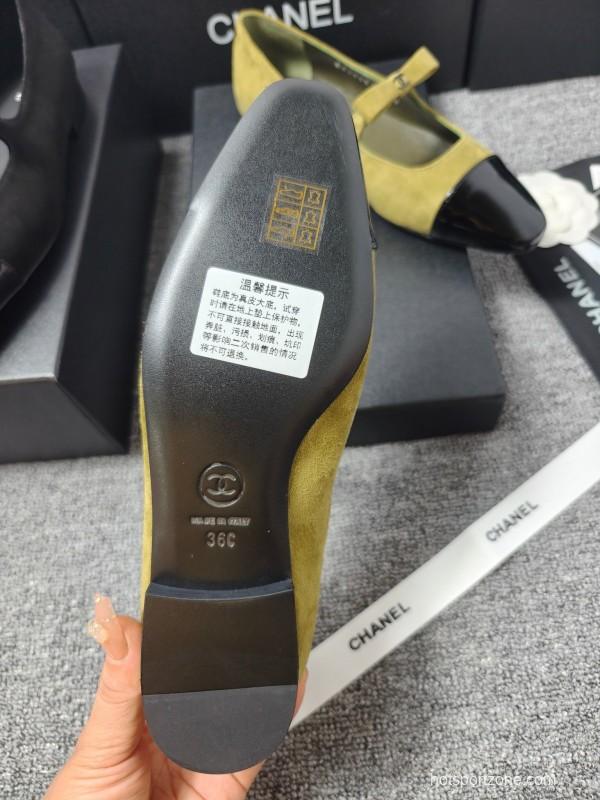 CHANEL
温馨提示
鞋底为真皮大底，试穿
时请在地上垫上保护物，
不可直接接触地面，出现
弄脏，污损，划痕，坑印
等影响二次销售的情况
将不可退换。
MADE IN ITALY
36C
CHANEL
CHANEL
CHANEL
hotsportzone.com